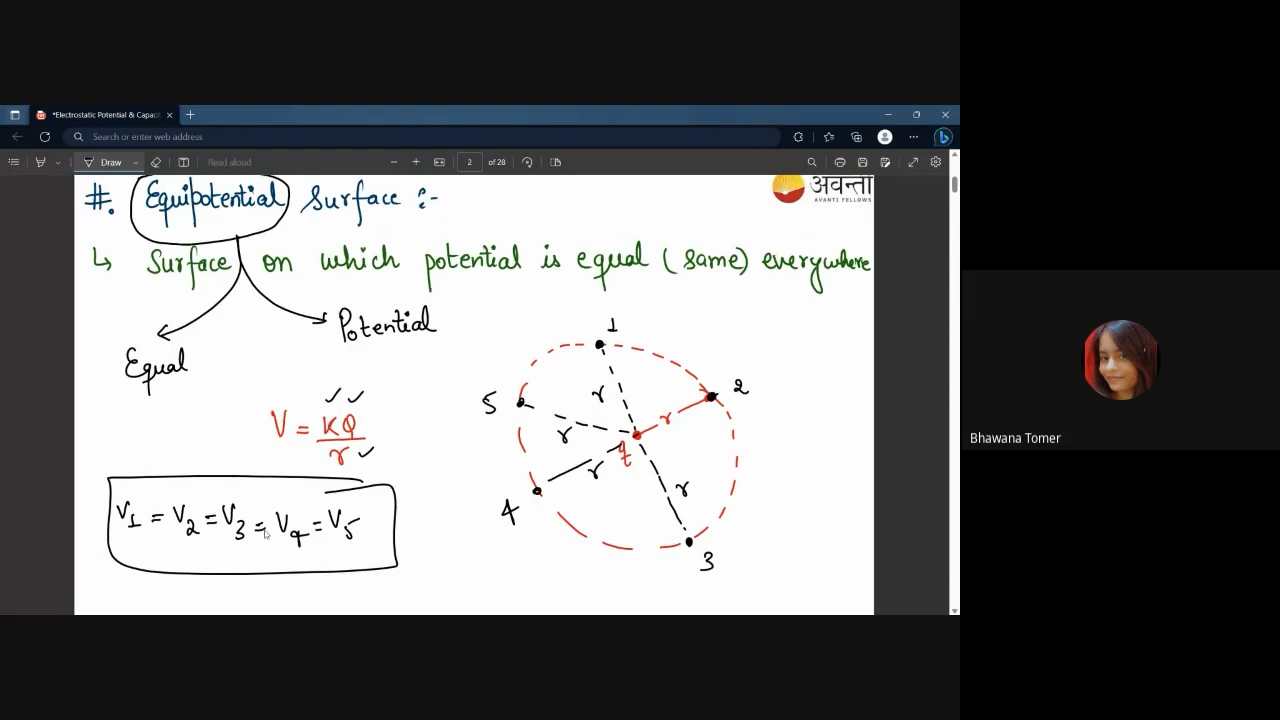 *Electrostatic Potential & Capaci
Search or enter web address
Draw
Read aloud
2
of 28
#. Equipotential Surface :-
अवन्ती
AVANTI FELLOWS
↳ Surface on which potential is equal (same) everywhere
Potential
Equal
V = KQ
r
V1 = V2 = V3 = V4 = V5
1
2
5
r
r
r
q
r
r
4
3
Bhawana Tomer